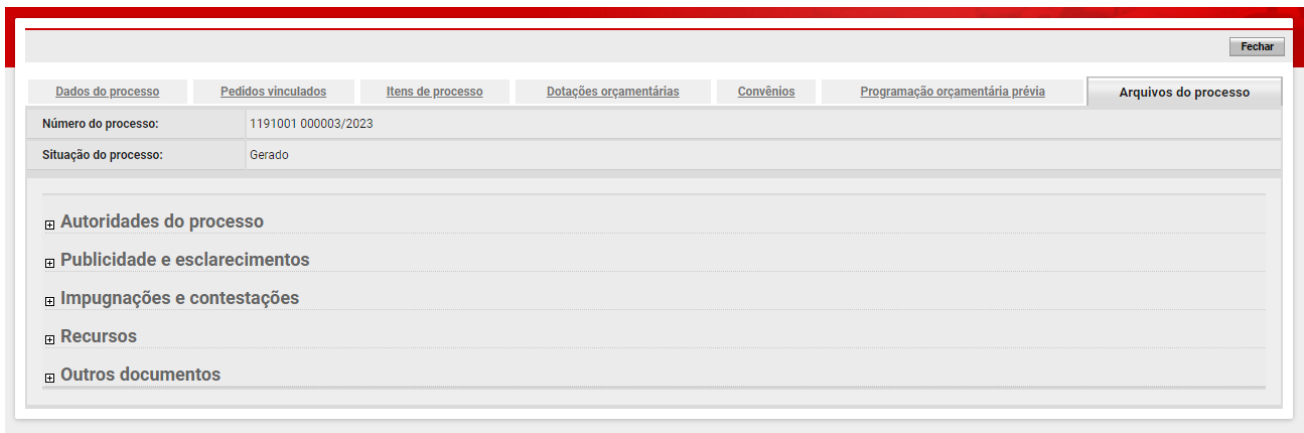 Fechar
Dados do processo Pedidos vinculados Itens de processo Dotações orçamentárias Convênios Programação orçamentária prévia Arquivos do processo
Número do processo: 1191001 000003/2023
Situação do processo: Gerado
Autoridades do processo
Publicidade e esclarecimentos
Impugnações e contestações
Recursos
Outros documentos